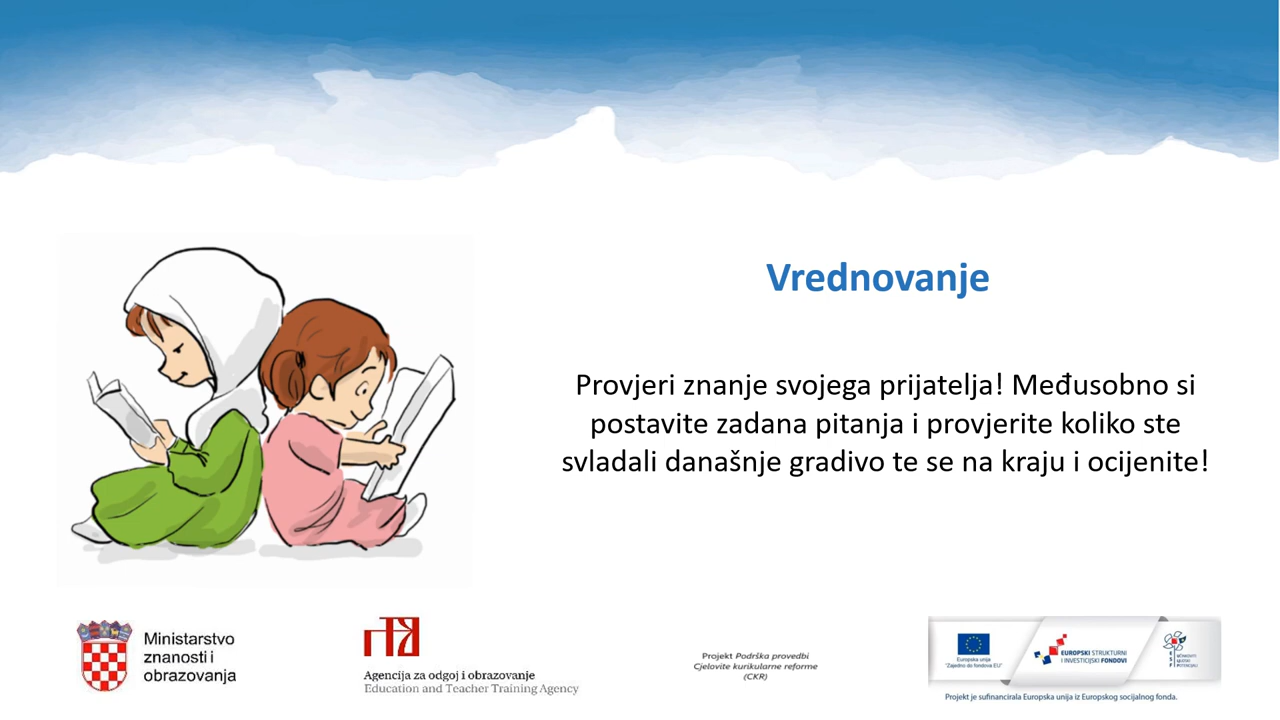 Vrednovanje
Provjeri znanje svojega prijatelja! Međusobno si
postavite zadana pitanja i provjerite koliko ste
svladali današnje gradivo te se na kraju i ocijenite!
Ministarstvo
znanosti i
obrazovanja
Agencija za odgoj i obrazovanje
Education and Teacher Training Agency
Projekt Podrška provedbi
Cjelovite kurikularne reforme
(CKR)
Europska unija
"Zajedno do fondova EU"
EUROPSKI STRUKTURNI
I INVESTICIJSKI FONDOVI
UČINKOVITI
LJUDSKI
POTENCIJALI
Projekt je sufinancirala Europska unija iz Europskog socijalnog fonda.